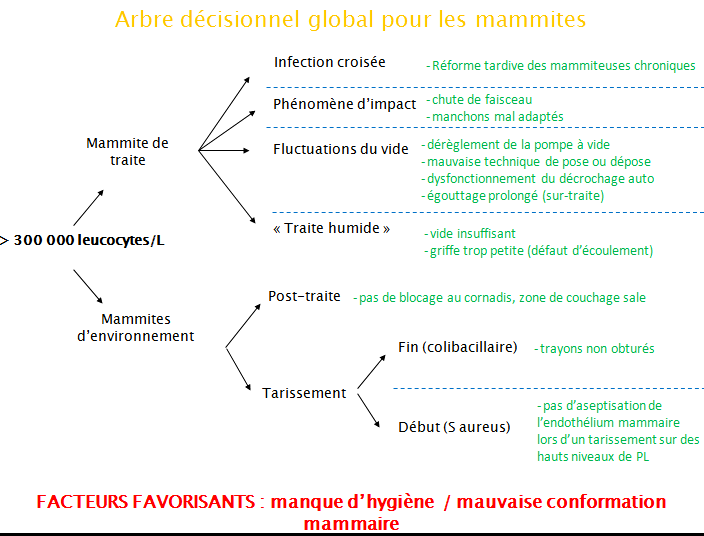 Arbre décisionnel global pour les mammites
Infection croisée
- Réforme tardive des mammiteuses chroniques
Phénomène d'impact
- chute de faisceau
- manchons mal adaptés
Mammite de
traite
Fluctuations du vide
- dérèglement de la pompe à vide
- mauvaise technique de pose ou dépose
- dysfonctionement du décrochage auto
- égouttage prolongé (sur-traite)
« Traite humide »
- vide insuffisant
- griffe trop petite (défaut d'écoulement)
> 300 000 leucocytes/L
Mammites
d'environnement
Post-traite
- pas de blocage au cornadis, zone de couchage sale
Tarissement
Fin (colibacillaire)
- trayons non obturés
Début (S aureus)
- pas d'aseptisation de
l'endothélium mammaire
lors d'un tarissement sur des
hauts niveaux de PL
FACTEURS FAVORISANTS : manque d'hygiène / mauvaise conformation
mammaire